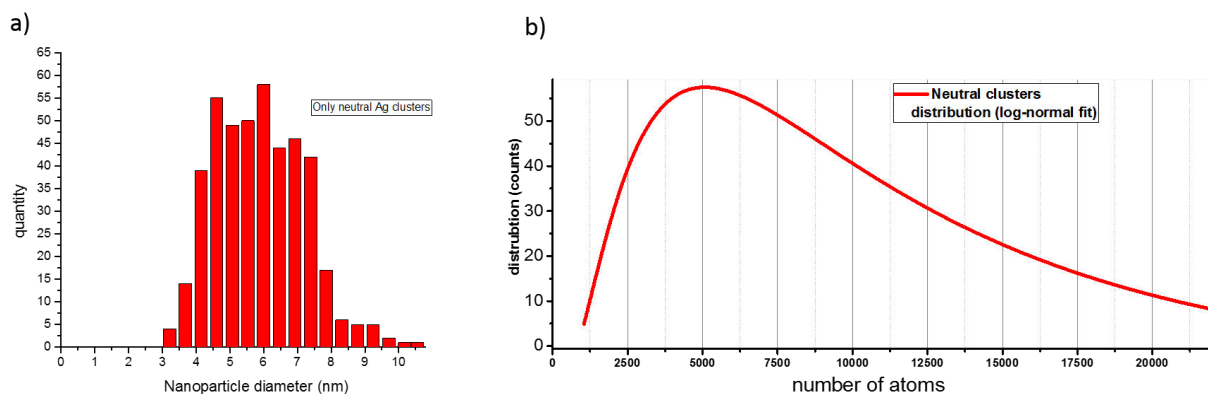 a)
65
60
55
50
45
40
35
30
25
20
15
10
5
0
quantity
Only neutral Ag clusters
0 1 2 3 4 5 6 7 8 9 10
Nanoparticle diameter (nm)
b)
50
40
30
20
10
0
distrubtion (counts)
Neutral clusters
distribution (log-normal fit)
0 2500 5000 7500 10000 12500 15000 17500 20000
number of atoms